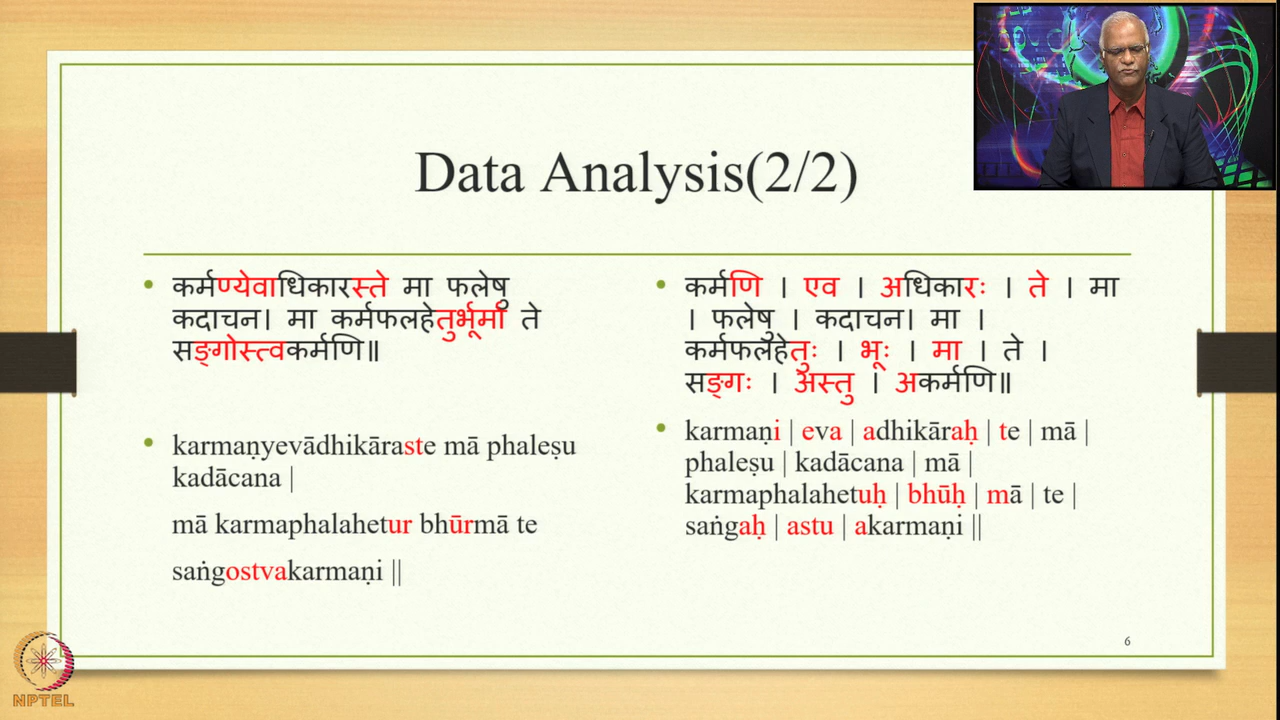 Data Analysis(2/2)
कर्मण्येवाधिकारस्ते मा फलेषु
कदाचन। मा कर्मफलहेतुर्भूर्मा ते
सङ्गोस्त्वकर्मणि॥
karmaṇyevādhikāraste mā phaleṣu
kadācana |
mā karmaphalahetur bhūrmā te
saṅgostvakarmaṇi ||
कर्मणि । एव । अधिकारः । ते । मा
। फलेषु । कदाचन। मा ।
कर्मफलहेतुः । भूः । मा । ते ।
सङ्गः । अस्तु । अकर्मणि॥
karmaṇi | eva | adhikāraḥ | te | mā |
phaleṣu | kadācana | mā |
karmaphalahetuḥ | bhūḥ | mā | te |
saṅgaḥ | astu | akarmaṇi ||
6
NPTEL